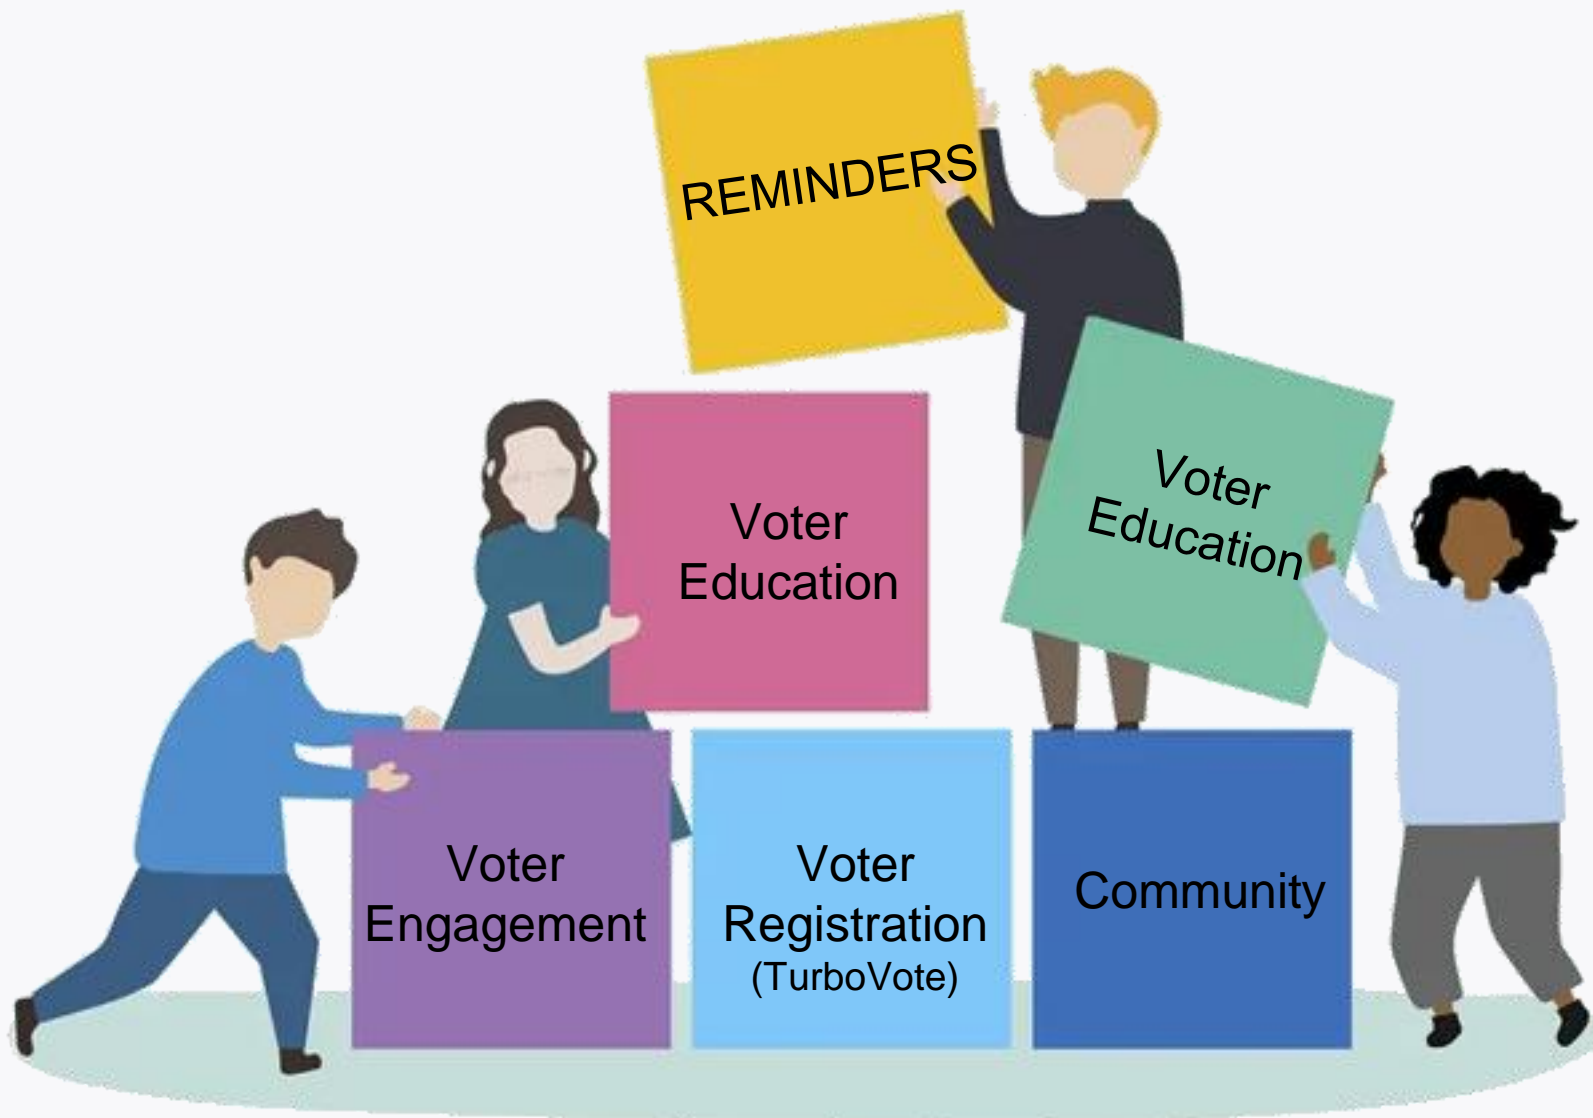 REMINDERS
Voter
Education
Voter
Education
Voter
Engagement
Voter
Registration
(TurboVote)
Community